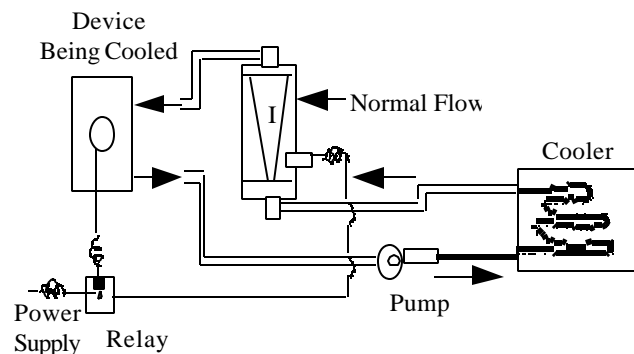 Device
Being Cooled
I
Normal Flow
Cooler
Pump
Power
Supply
Relay